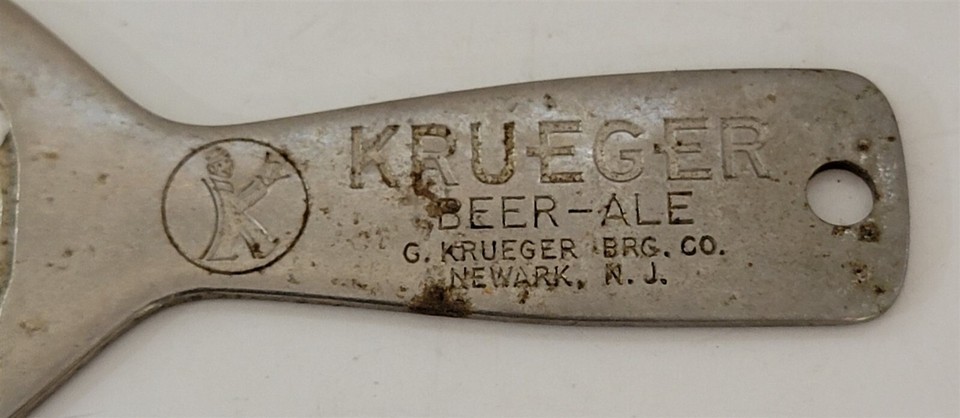 KRUEGER
BEER-ALE
G. KRUEGER BRG. CO.
NEWARK, N. J.